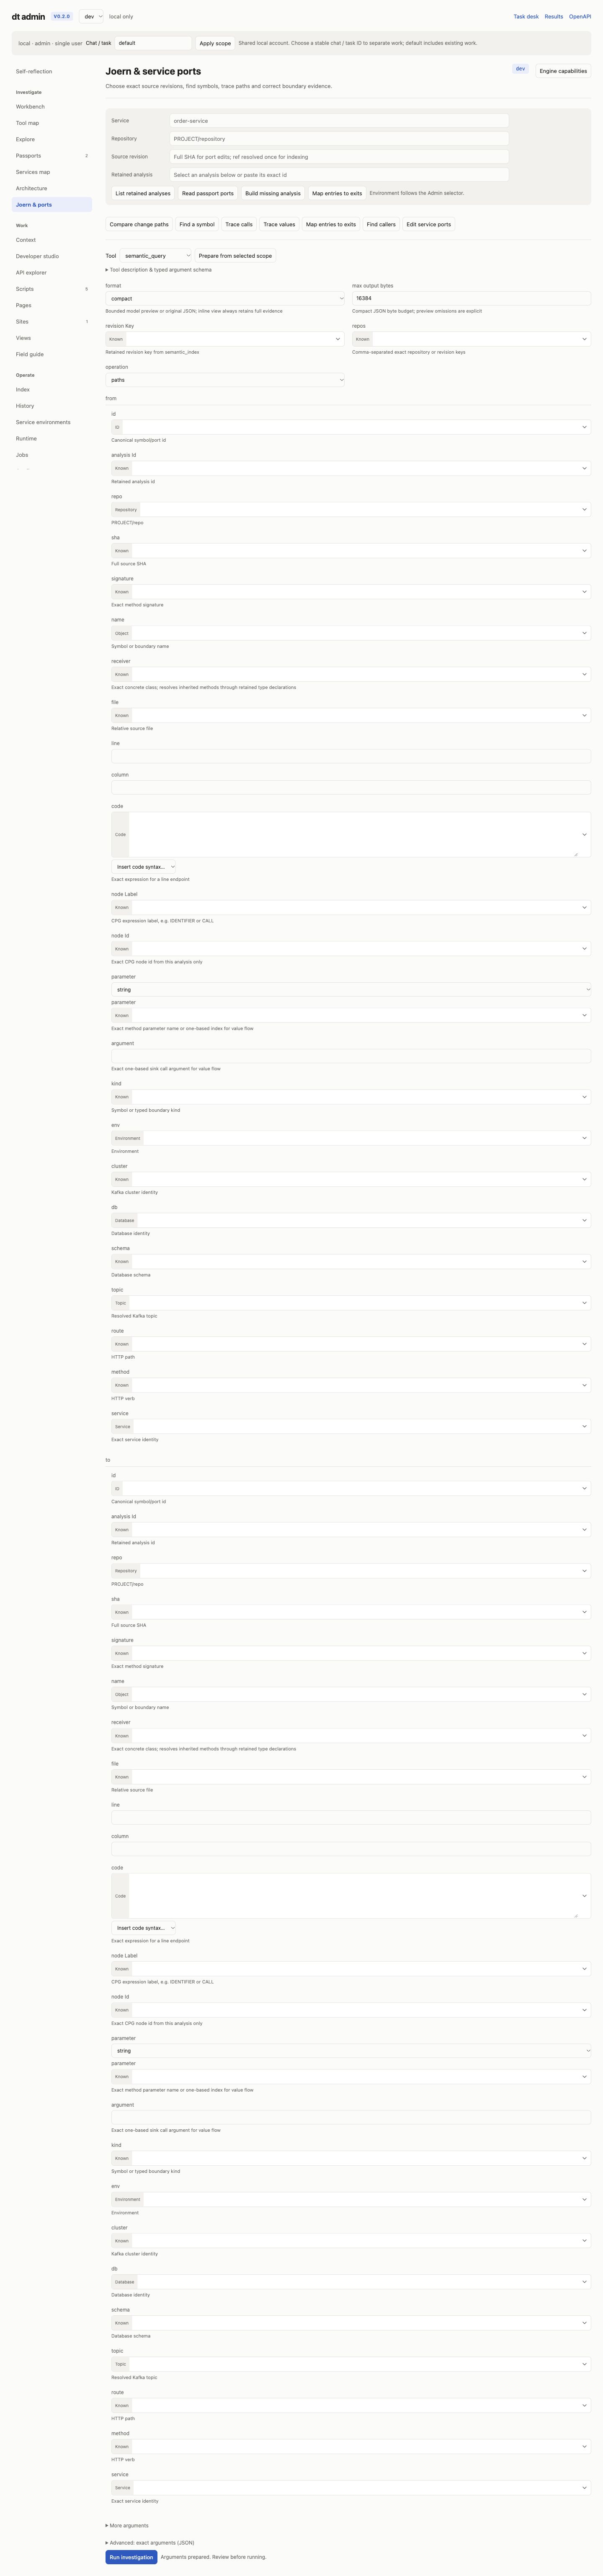 dt admin V0.2.0 dev local only Task desk Results OpenAPI
local · admin · single user Chat / task default Apply scope Shared local account. Choose a stable chat / task ID to separate work; default includes existing work.
Self-reflection
Investigate
Workbench
Tool map
Explore
Passports 2
Services map
Architecture
Joern & ports
Work
Context
Developer studio
API explorer
Scripts 5
Pages
Sites 1
Views
Field guide
Operate
Index
History
Service environments
Runtime
Jobs
Joern & service ports dev Engine capabilities
Choose exact source revisions, find symbols, trace paths and correct boundary evidence.
Service order-service
Repository PROJECT/repository
Source revision Full SHA for port edits; ref resolved once for indexing
Retained analysis Select an analysis below or paste its exact id
List retained analyses Read passport ports Build missing analysis Map entries to exits Environment follows the Admin selector.
Compare change paths Find a symbol Trace calls Trace values Map entries to exits Find callers Edit service ports
Tool semantic_query Prepare from selected scope
Tool description & typed argument schema
format max output bytes
compact 16384
Bounded model preview or original JSON; inline view always retains full evidence Compact JSON byte budget; preview omissions are explicit
revision Key repos
Known Known
Retained revision key from semantic_index Comma-separated exact repository or revision keys
operation
paths
from
id
ID
Canonical symbol/port id
analysis Id
Known
Retained analysis id
repo
Repository
PROJECT/repo
sha
Known
Full source SHA
signature
Known
Exact method signature
name
Object
Symbol or boundary name
receiver
Known
Exact concrete class; resolves inherited methods through retained type declarations
file
Known
Relative source file
line
column
code
Code
Insert code syntax...
Exact expression for a line endpoint
node Label
Known
CPG expression label, e.g. IDENTIFIER or CALL
node Id
Known
Exact CPG node id from this analysis only
parameter
string
parameter
Known
Exact method parameter name or one-based index for value flow
argument
Exact one-based sink call argument for value flow
kind
Known
Symbol or typed boundary kind
env
Environment
Environment
cluster
Known
Kafka cluster identity
db
Database
Database identity
schema
Known
Database schema
topic
Topic
Resolved Kafka topic
route
Known
HTTP path
method
Known
HTTP verb
service
Service
Exact service identity
to
id
ID
Canonical symbol/port id
analysis Id
Known
Retained analysis id
repo
Repository
PROJECT/repo
sha
Known
Full source SHA
signature
Known
Exact method signature
name
Object
Symbol or boundary name
receiver
Known
Exact concrete class; resolves inherited methods through retained type declarations
file
Known
Relative source file
line
column
code
Code
Insert code syntax...
Exact expression for a line endpoint
node Label
Known
CPG expression label, e.g. IDENTIFIER or CALL
node Id
Known
Exact CPG node id from this analysis only
parameter
string
parameter
Known
Exact method parameter name or one-based index for value flow
argument
Exact one-based sink call argument for value flow
kind
Known
Symbol or typed boundary kind
env
Environment
Environment
cluster
Known
Kafka cluster identity
db
Database
Database identity
schema
Known
Database schema
topic
Topic
Resolved Kafka topic
route
Known
HTTP path
method
Known
HTTP verb
service
Service
Exact service identity
More arguments
Advanced: exact arguments (JSON)
Run investigation Arguments prepared. Review before running.